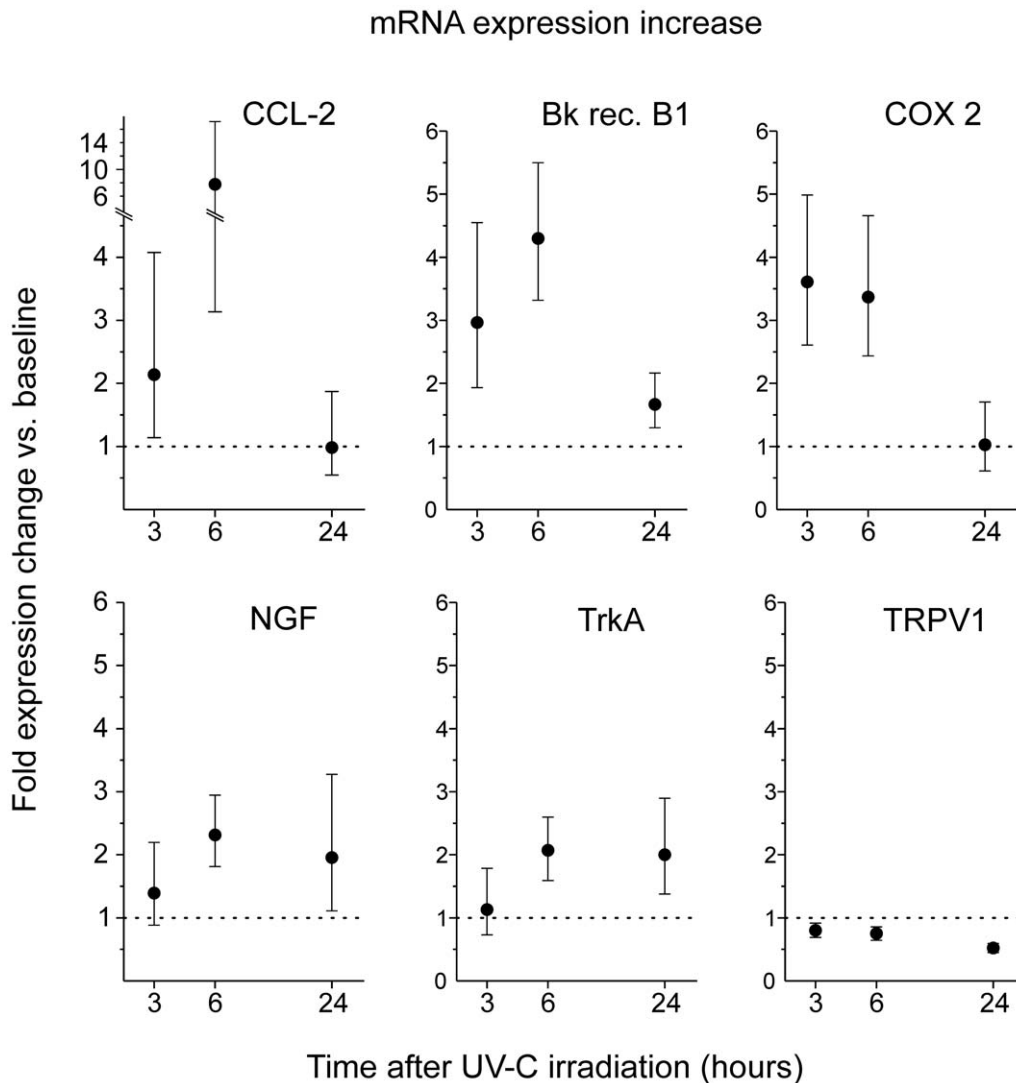 mRNA expression increase
CCL-2
14
10
6
4
3
2
1
3 6 24
Bk rec. B1
6
5
4
3
2
1
0
3 6 24
COX 2
6
5
4
3
2
1
0
3 6 24
Fold expression change vs. baseline
NGF
6
5
4
3
2
1
3 6 24
TrkA
6
5
4
3
2
1
0
3 6 24
TRPV1
6
5
4
3
2
1
0
3 6 24
Time after UV-C irradiation (hours)